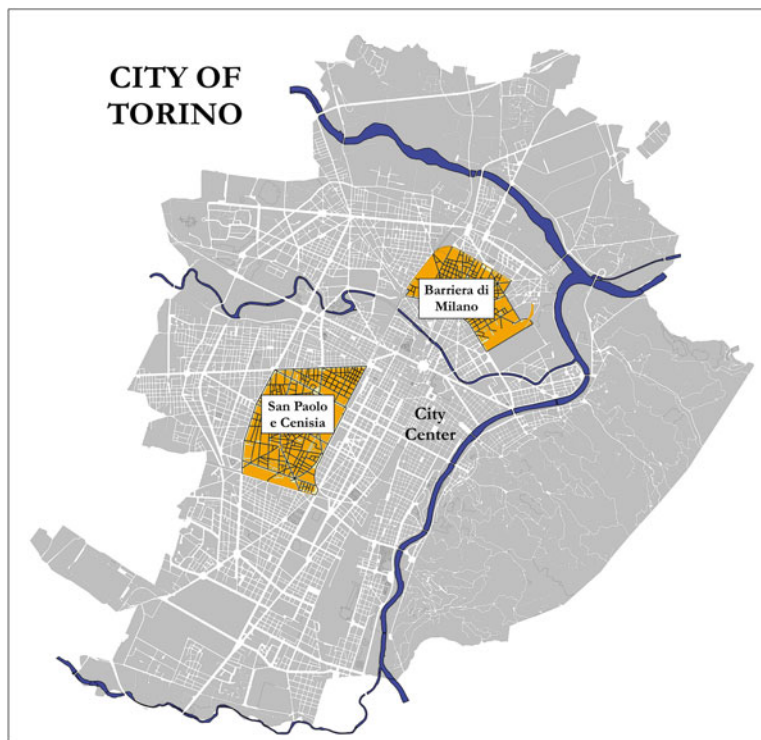 CITY OF
TORINO
Barriera di
Milano
San Paolo
e Cenisia
City
Center